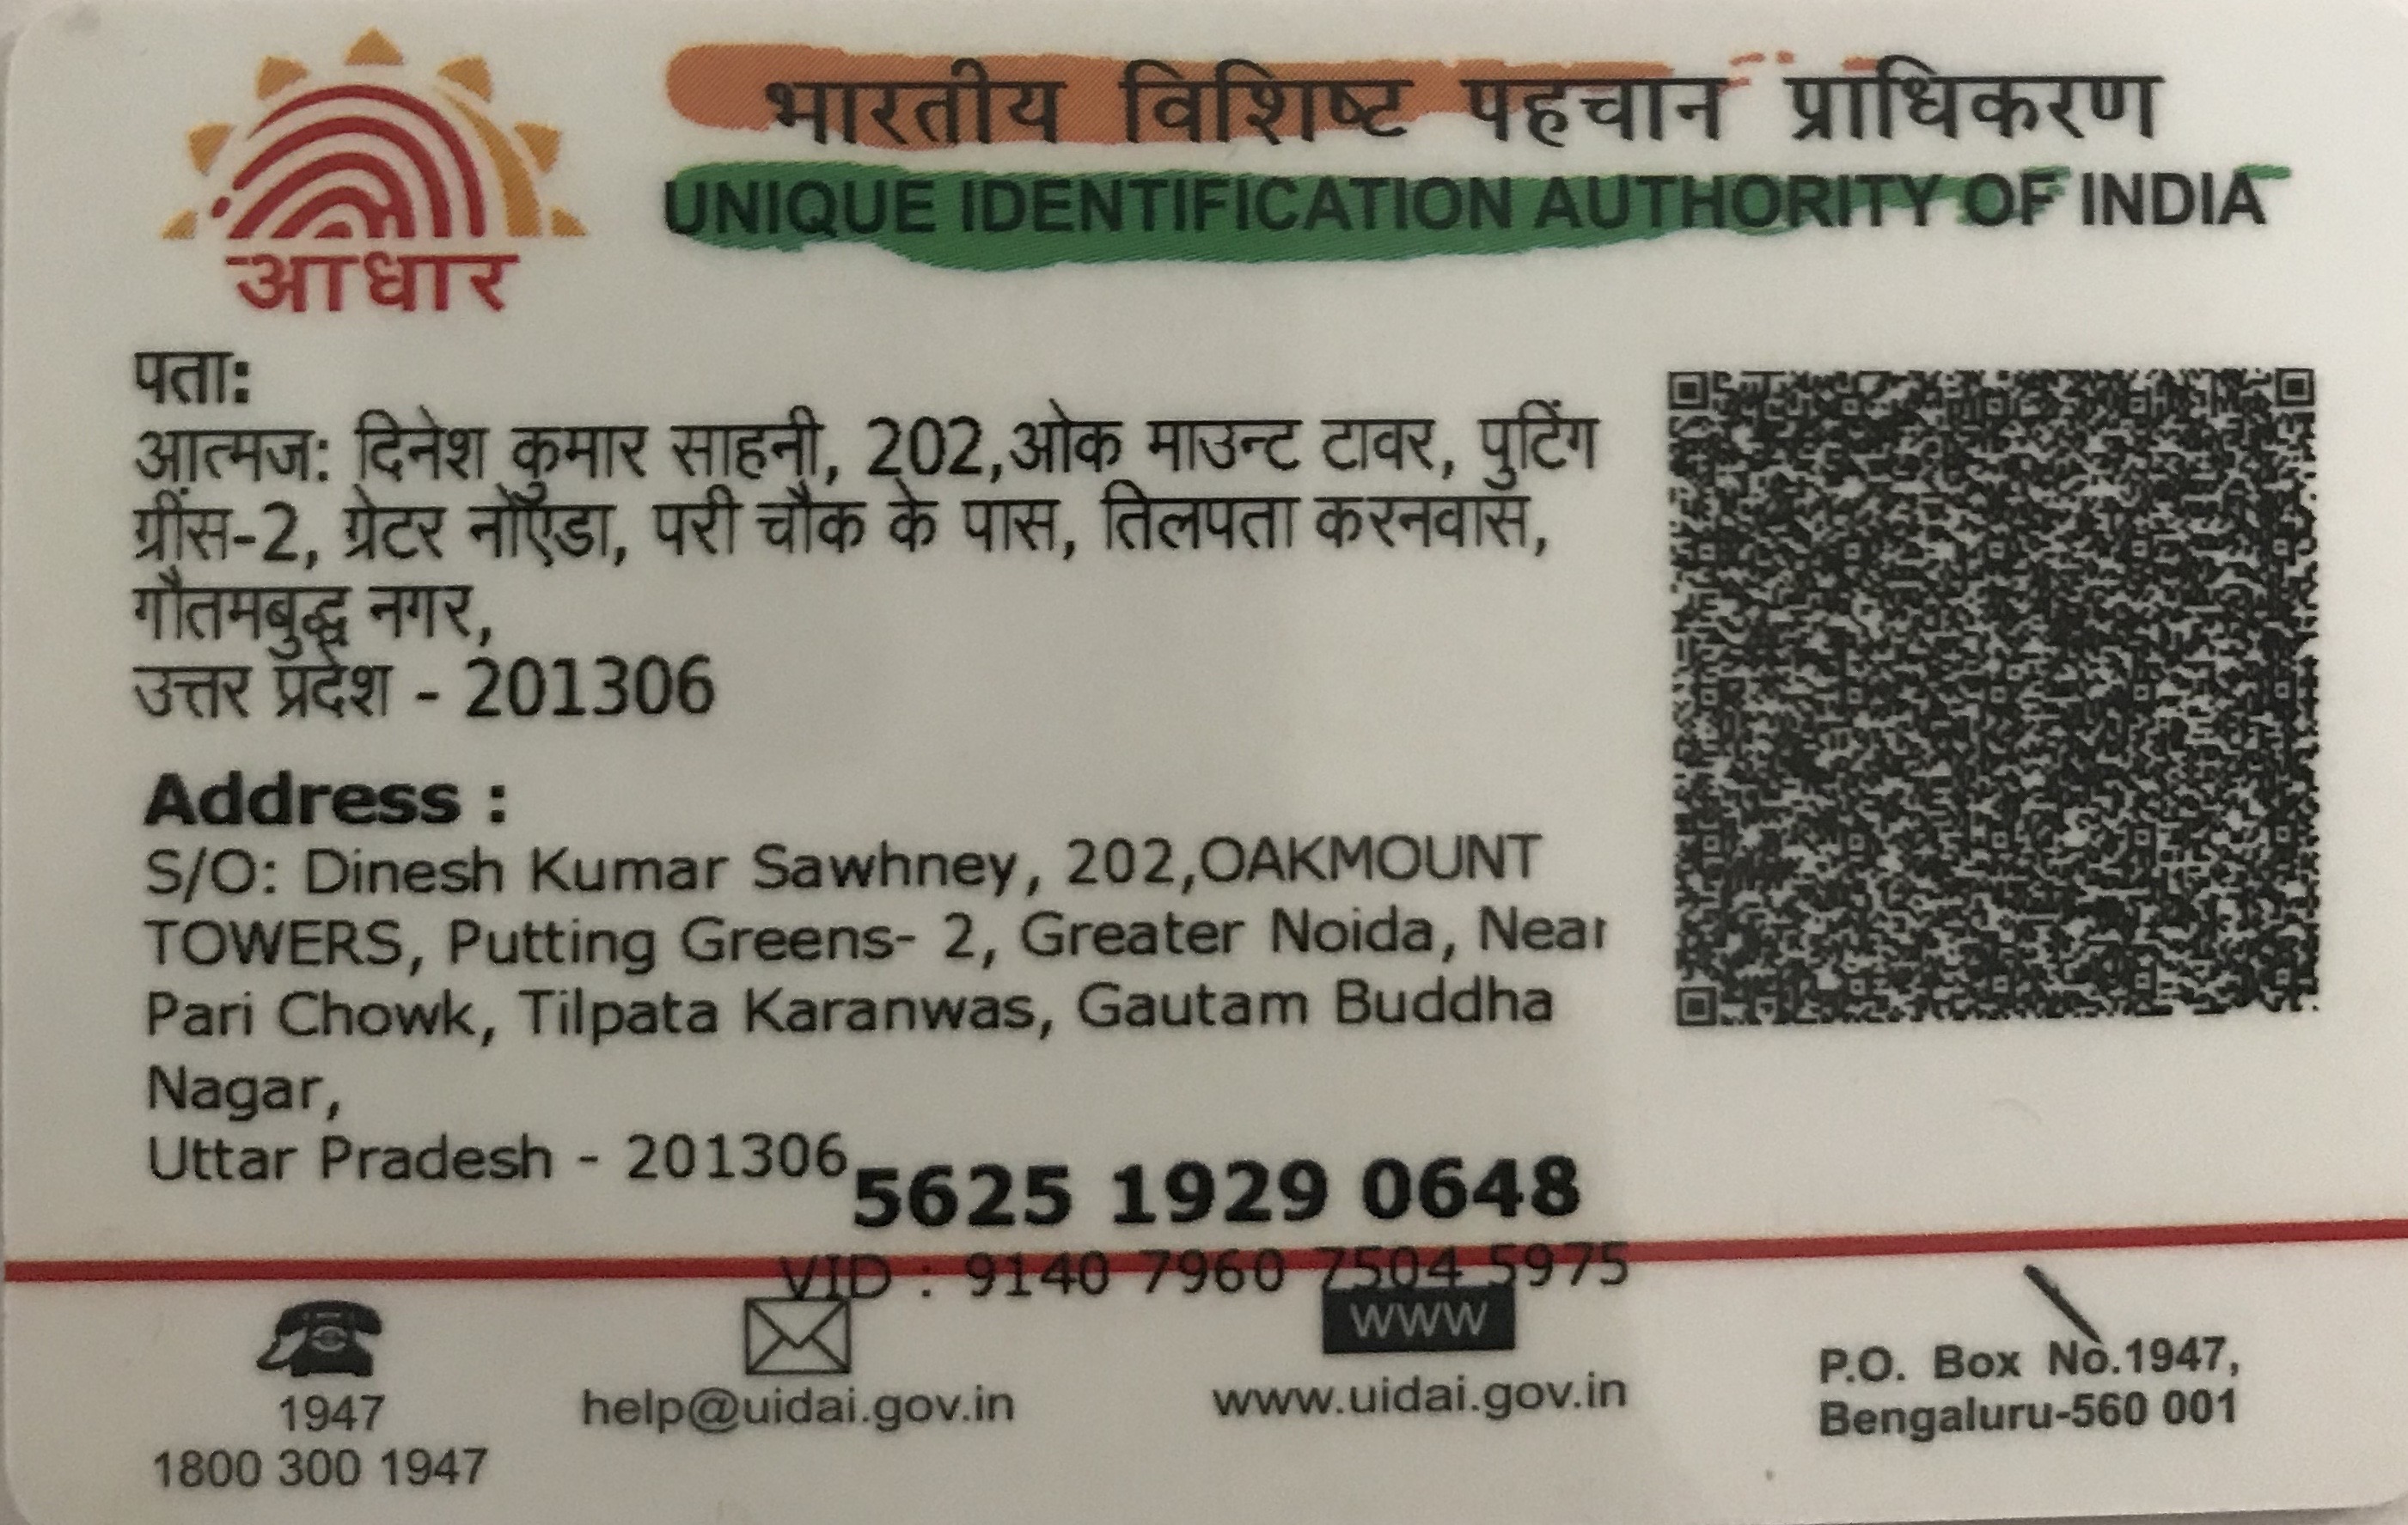 भारतीय विशिष्ट पहचान प्राधिकरण
UNIQUE IDENTIFICATION AUTHORITY OF INDIA
आधार
पता:
आत्मज: दिनेश कुमार साहनी, 202,ओक माउन्ट टावर, पुटिंग
ग्रींस-2, ग्रेटर नोएडा, परी चौक के पास, तिलपता करनवास,
गौतमबुद्ध नगर,
उत्तर प्रदेश - 201306
Address :
S/O: Dinesh Kumar Sawhney, 202,OAKMOUNT
TOWERS, Putting Greens- 2, Greater Noida, Near
Pari Chowk, Tilpata Karanwas, Gautam Buddha
Nagar,
Uttar Pradesh - 201306
5625 1929 0648
VID : 9140 7960 7504 5975
www
1947
1800 300 1947
help@uidai.gov.in
www.uidai.gov.in
P.O. Box No.1947,
Bengaluru-560 001